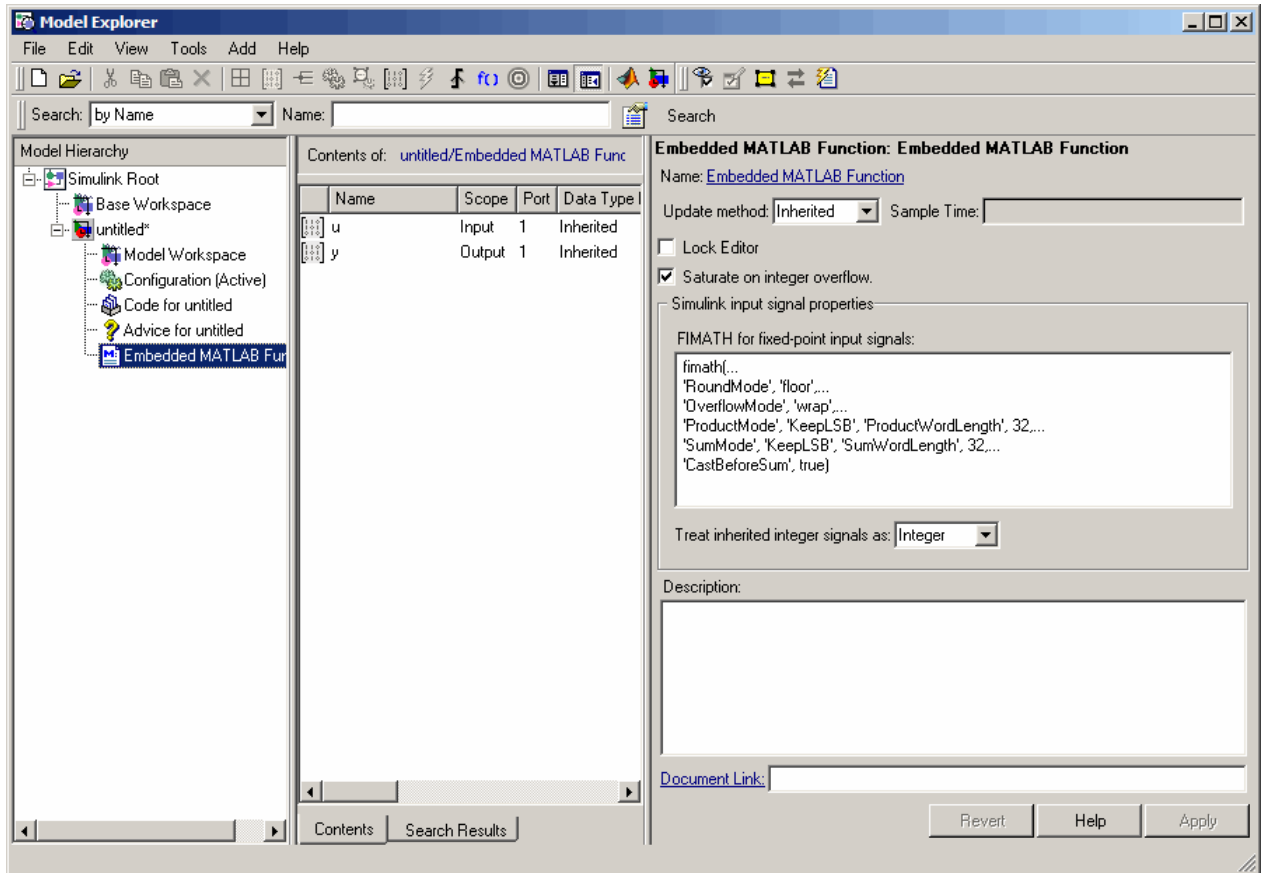 Model Explorer
File Edit View Tools Add Help
Search: by Name Name: Search
Model Hierarchy
Simulink Root
Base Workspace
untitled*
Model Workspace
Configuration (Active)
Code for untitled
Advice for untitled
Embedded MATLAB Fun
Contents of: untitled/Embedded MATLAB Func
Name Scope Port Data Type
u Input 1 Inherited
y Output 1 Inherited
Contents Search Results
Embedded MATLAB Function: Embedded MATLAB Function
Name: Embedded MATLAB Function
Update method: Inherited Sample Time:
Lock Editor
Saturate on integer overflow.
Simulink input signal properties
FIMATH for fixed-point input signals:
fimath(...
'RoundMode', 'floor',...
'OverflowMode', 'wrap',...
'ProductMode', 'KeepLSB', 'ProductWordLength', 32,...
'SumMode', 'KeepLSB', 'SumWordLength', 32,...
'CastBeforeSum', true)
Treat inherited integer signals as: Integer
Description:
Document Link:
Revert Help Apply